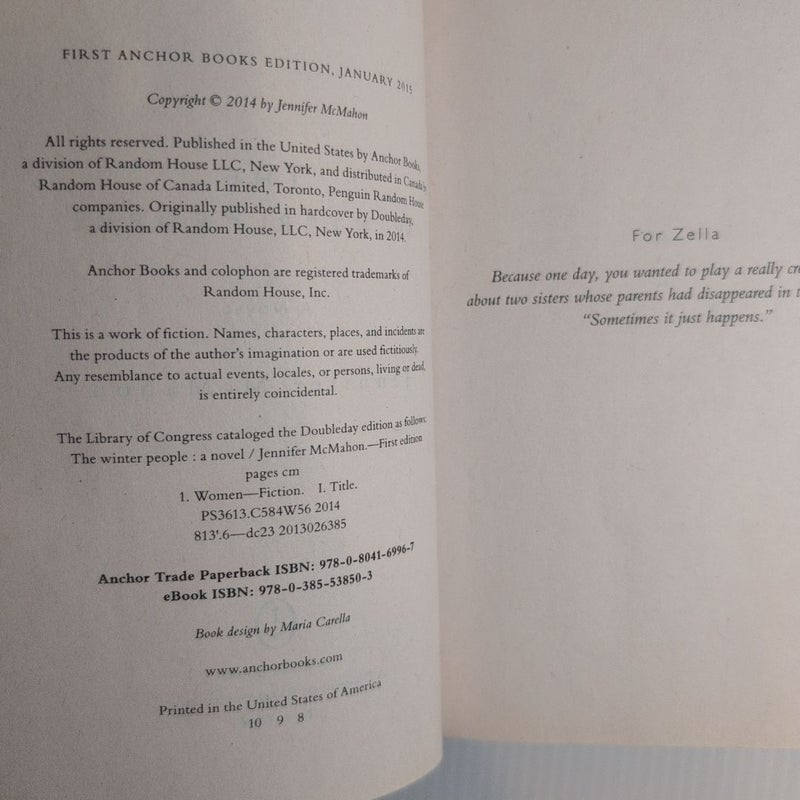 FIRST ANCHOR BOOKS EDITION, JANUARY 2015
Copyright © 2014 by Jennifer McMahon
All rights reserved. Published in the United States by Anchor Books,
a division of Random House LLC, New York, and distributed in Canada by
Random House of Canada Limited, Toronto, Penguin Random House
companies. Originally published in hardcover by Doubleday,
a division of Random House, LLC, New York, in 2014.
Anchor Books and colophon are registered trademarks of
Random House, Inc.
This is a work of fiction. Names, characters, places, and incidents are
the products of the author's imagination or are used fictitiously.
Any resemblance to actual events, locales, or persons, living or dead,
is entirely coincidental.
The Library of Congress cataloged the Doubleday edition as follows:
The winter people : a novel / Jennifer McMahon.—First edition
pages cm
1. Women—Fiction. I. Title.
PS3613.C584W56 2014
813'.6—dc23 2013026385
Anchor Trade Paperback ISBN: 978-0-8041-6996-7
eBook ISBN: 978-0-385-53850-3
Book design by Maria Carella
www.anchorbooks.com
Printed in the United States of America
10 9 8
For Zella
Because one day, you wanted to play a really
about two sisters whose parents had disappeared in
“Sometimes it just happens.”